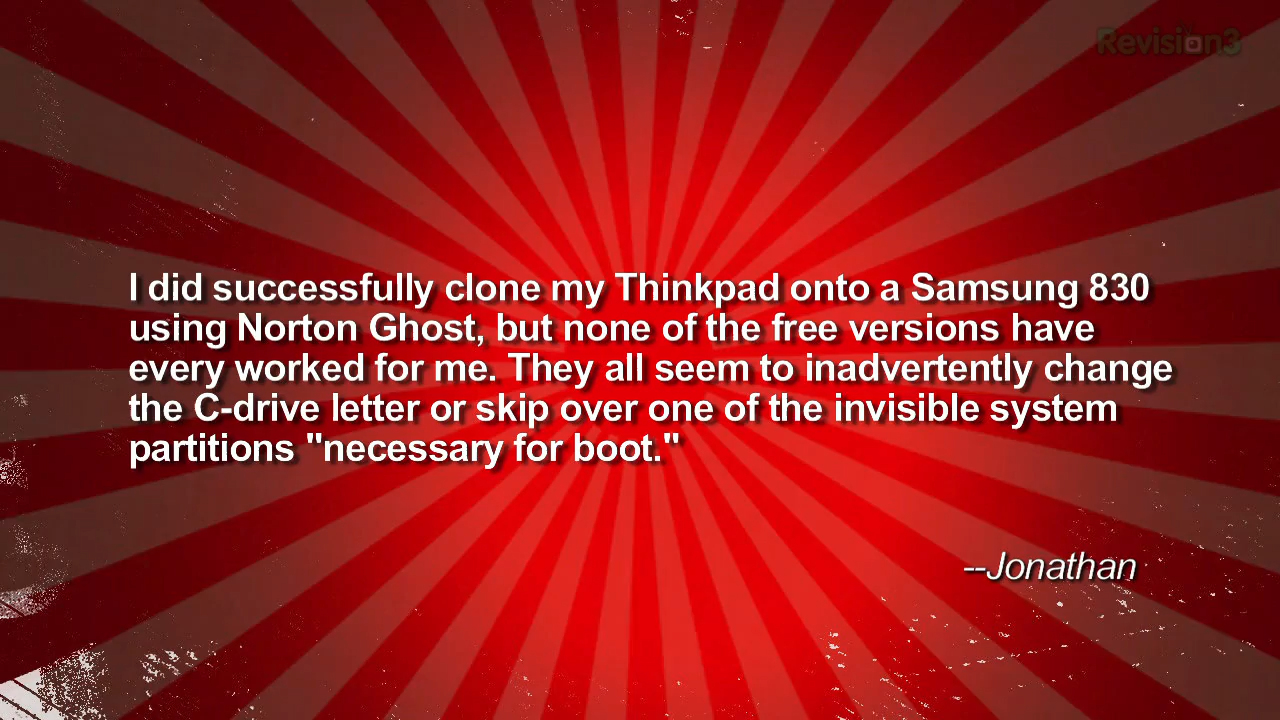 Revision3
I did successfully clone my Thinkpad onto a Samsung 830
using Norton Ghost, but none of the free versions have
every worked for me. They all seem to inadvertently change
the C-drive letter or skip over one of the invisible system
partitions "necessary for boot."
--Jonathan